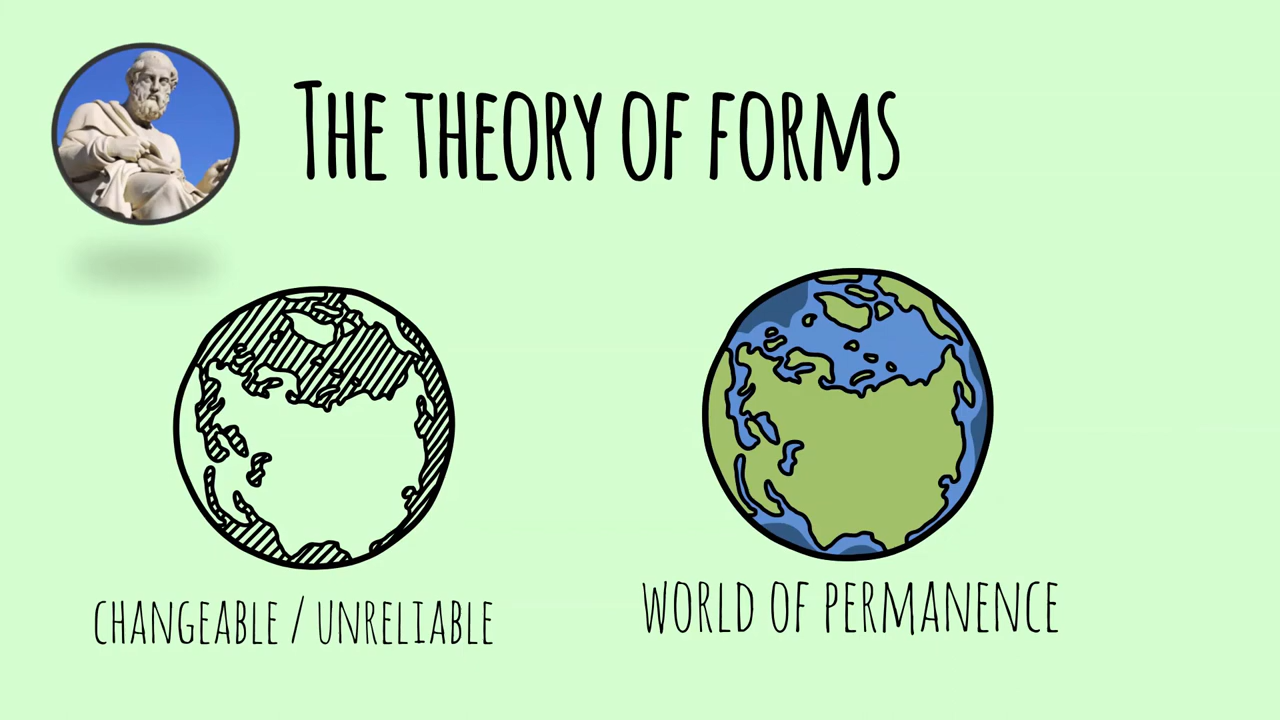 The theory of forms
changeable / unreliable
world of permanence